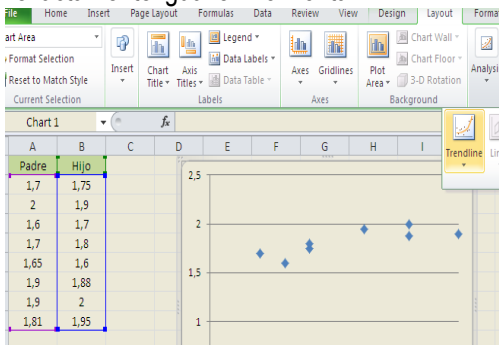 File Home Insert Page Layout Formulas Data Review View Design Layout Format
Format Selection
Reset to Match Style
Current Selection
Insert
Chart Title
Axis Titles
Legend
Data Labels
Data Table
Labels
Axes
Gridlines
Axes
Plot Area
Chart Wall
Chart Floor
3-D Rotation
Background
Trendline
Chart 1
fx
A B C D E F G H I
Padre Hijo
1,7 1,75
2 1,9
1,6 1,7
1,7 1,8
1,65 1,6
1,9 1,88
1,9 2
1,81 1,95
2,5
2
1,5
1